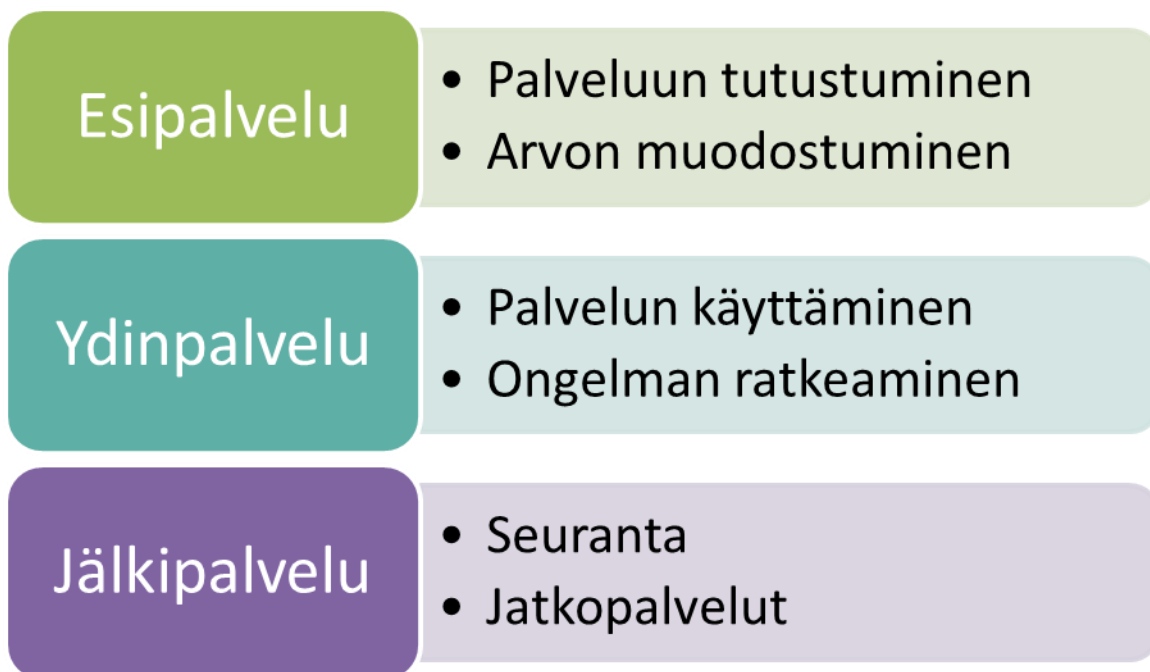 Esipalvelu
• Palveluun tutustuminen
• Arvon muodostuminen
Ydinpalvelu
• Palvelun käyttäminen
• Ongelman ratkeaminen
Jälkipalvelu
• Seuranta
• Jatkopalvelut